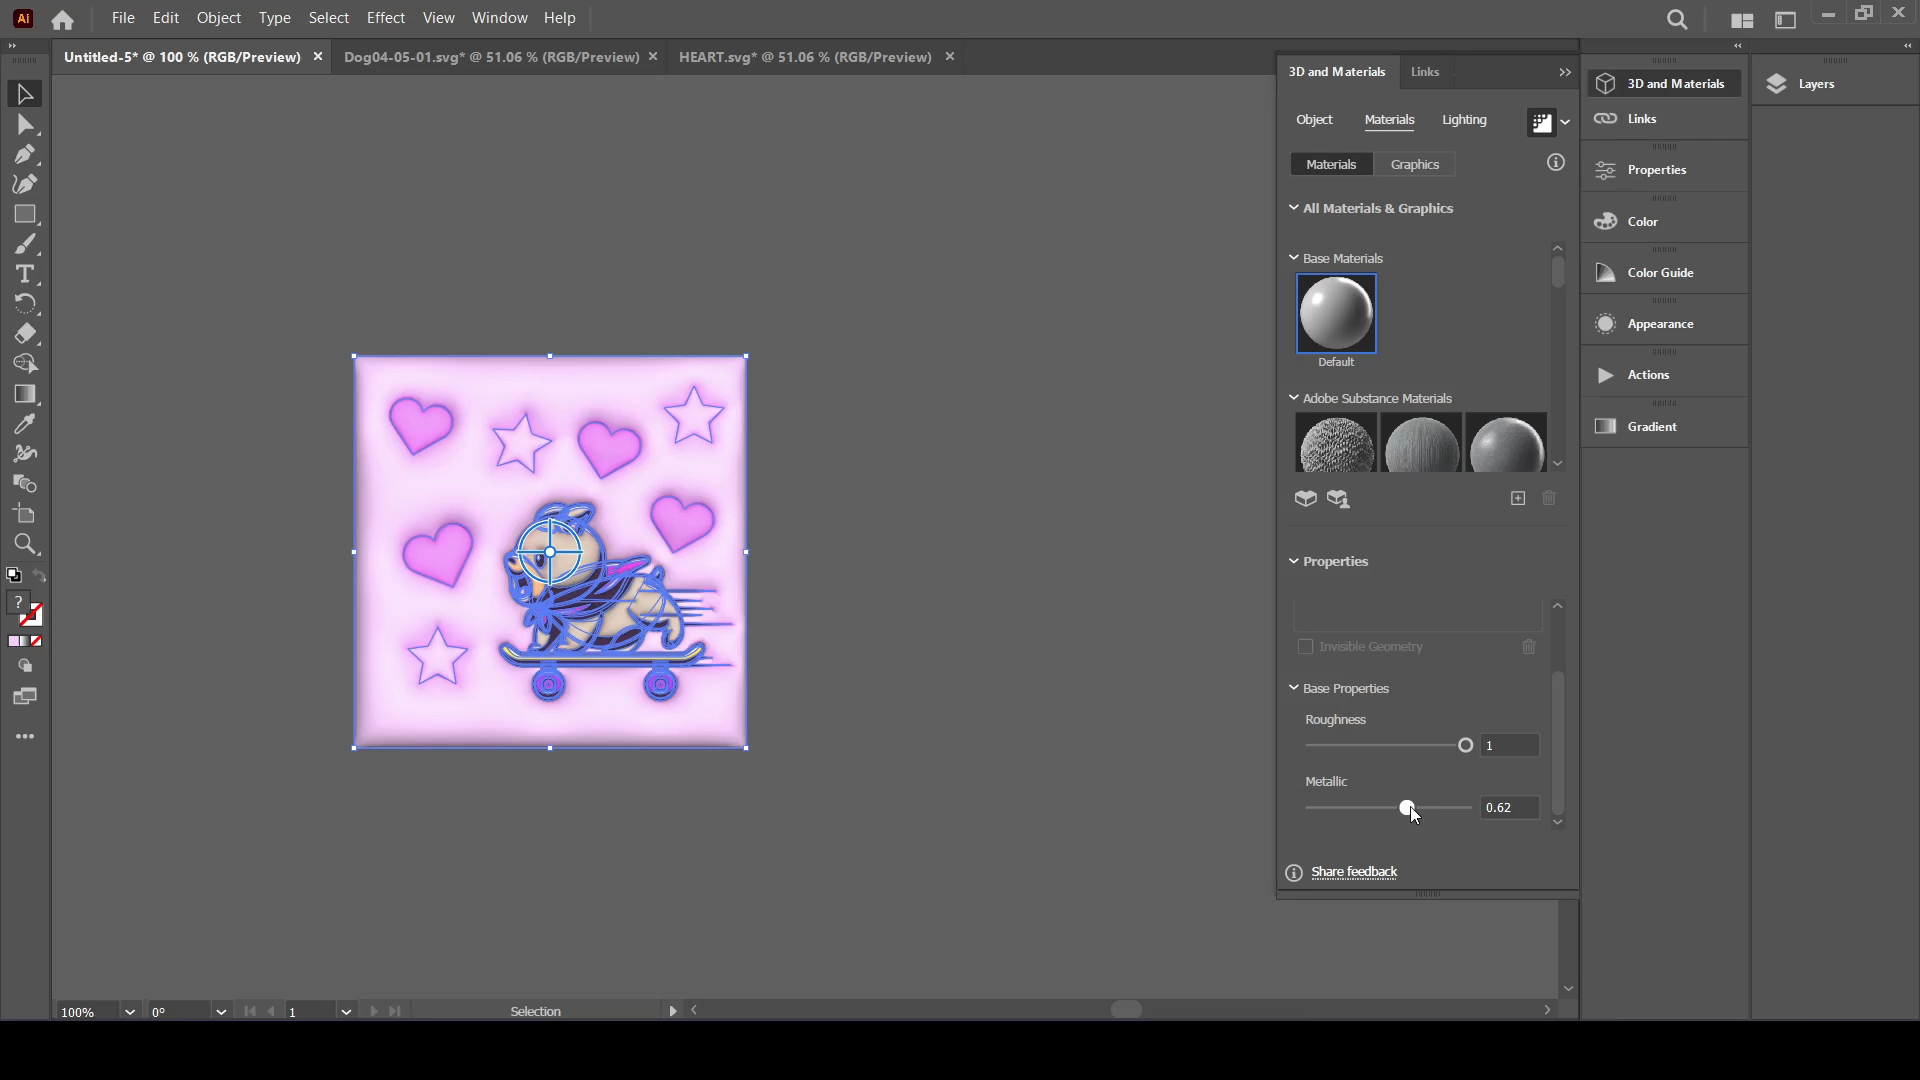 Ai File Edit Object Type Select Effect View Window Help
Untitled-5* @ 100 % (RGB/Preview) Dog04-05-01.svg* @ 51.06 % (RGB/Preview) HEART.svg* @ 51.06 % (RGB/Preview)
3D and Materials Links
Object Materials Lighting
Materials Graphics
All Materials & Graphics
Base Materials
Default
Adobe Substance Materials
Properties
Invisible Geometry
Base Properties
Roughness
1
Metallic
0.62
Share feedback
3D and Materials
Links
Properties
Color
Color Guide
Appearance
Actions
Gradient
Layers
T
?
100% 0° 1 Selection